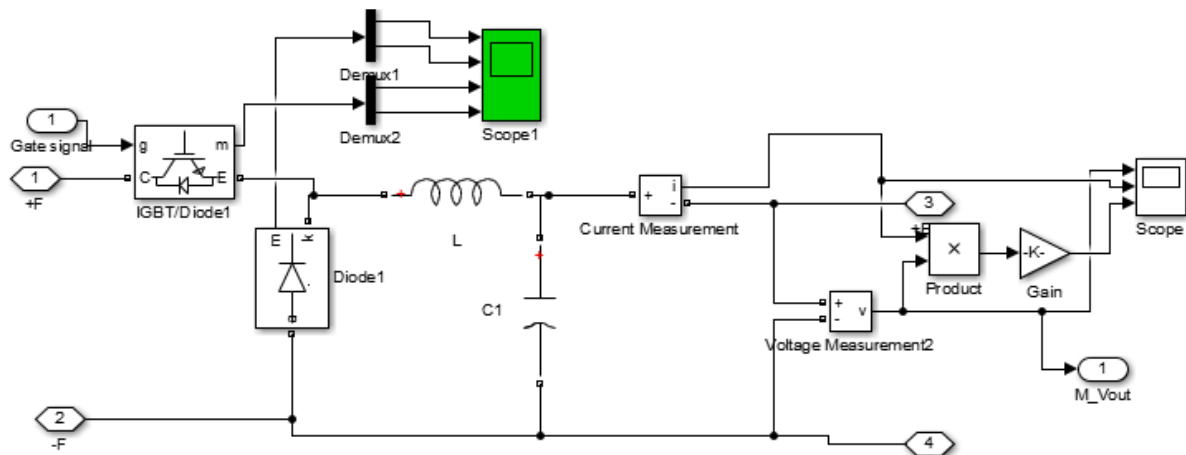 Demux1
Demux2
Scope1
1
Gate signal
g
m
C
E
IGBT/Diode1
1
+F
m
k
a
Diode1
L
C1
+
i
-
Current Measurement
3
×
Product
-K-
Gain
Scope
+
-
v
Voltage Measurement2
1
M_Vout
2
-F
4